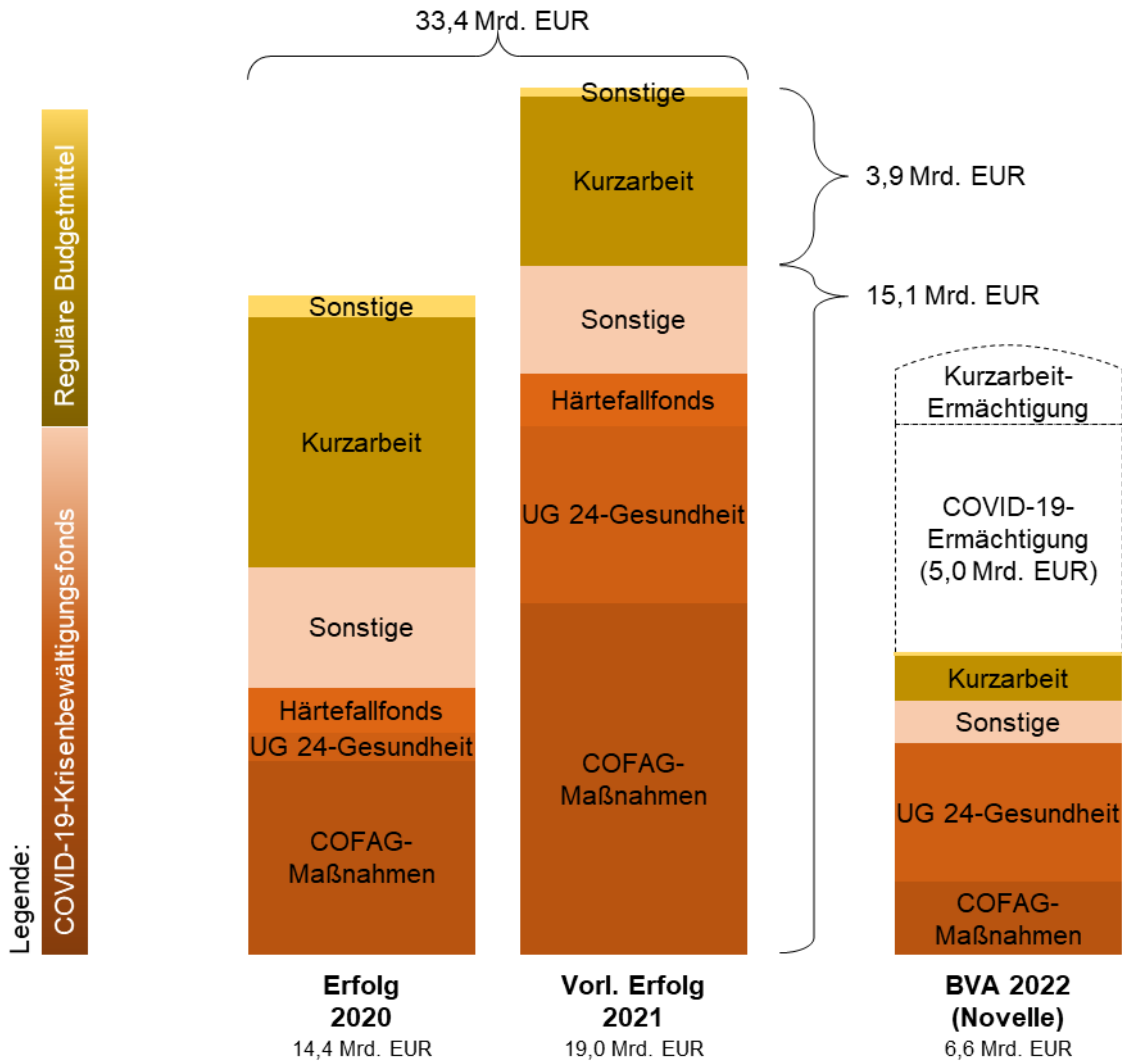 33,4 Mrd. EUR
Legende:
Reguläre Budgetmittel
COVID-19-Krisenbewältigungsfonds
Sonstige
Kurzarbeit
Sonstige
Härtefallfonds
UG 24-Gesundheit
COFAG-
Maßnahmen
Erfolg
2020
14,4 Mrd. EUR
Sonstige
Kurzarbeit
Sonstige
Härtefallfonds
UG 24-Gesundheit
COFAG-
Maßnahmen
Vorl. Erfolg
2021
19,0 Mrd. EUR
3,9 Mrd. EUR
15,1 Mrd. EUR
Kurzarbeit-
Ermächtigung
COVID-19-
Ermächtigung
(5,0 Mrd. EUR)
Kurzarbeit
Sonstige
UG 24-Gesundheit
COFAG-
Maßnahmen
BVA 2022
(Novelle)
6,6 Mrd. EUR